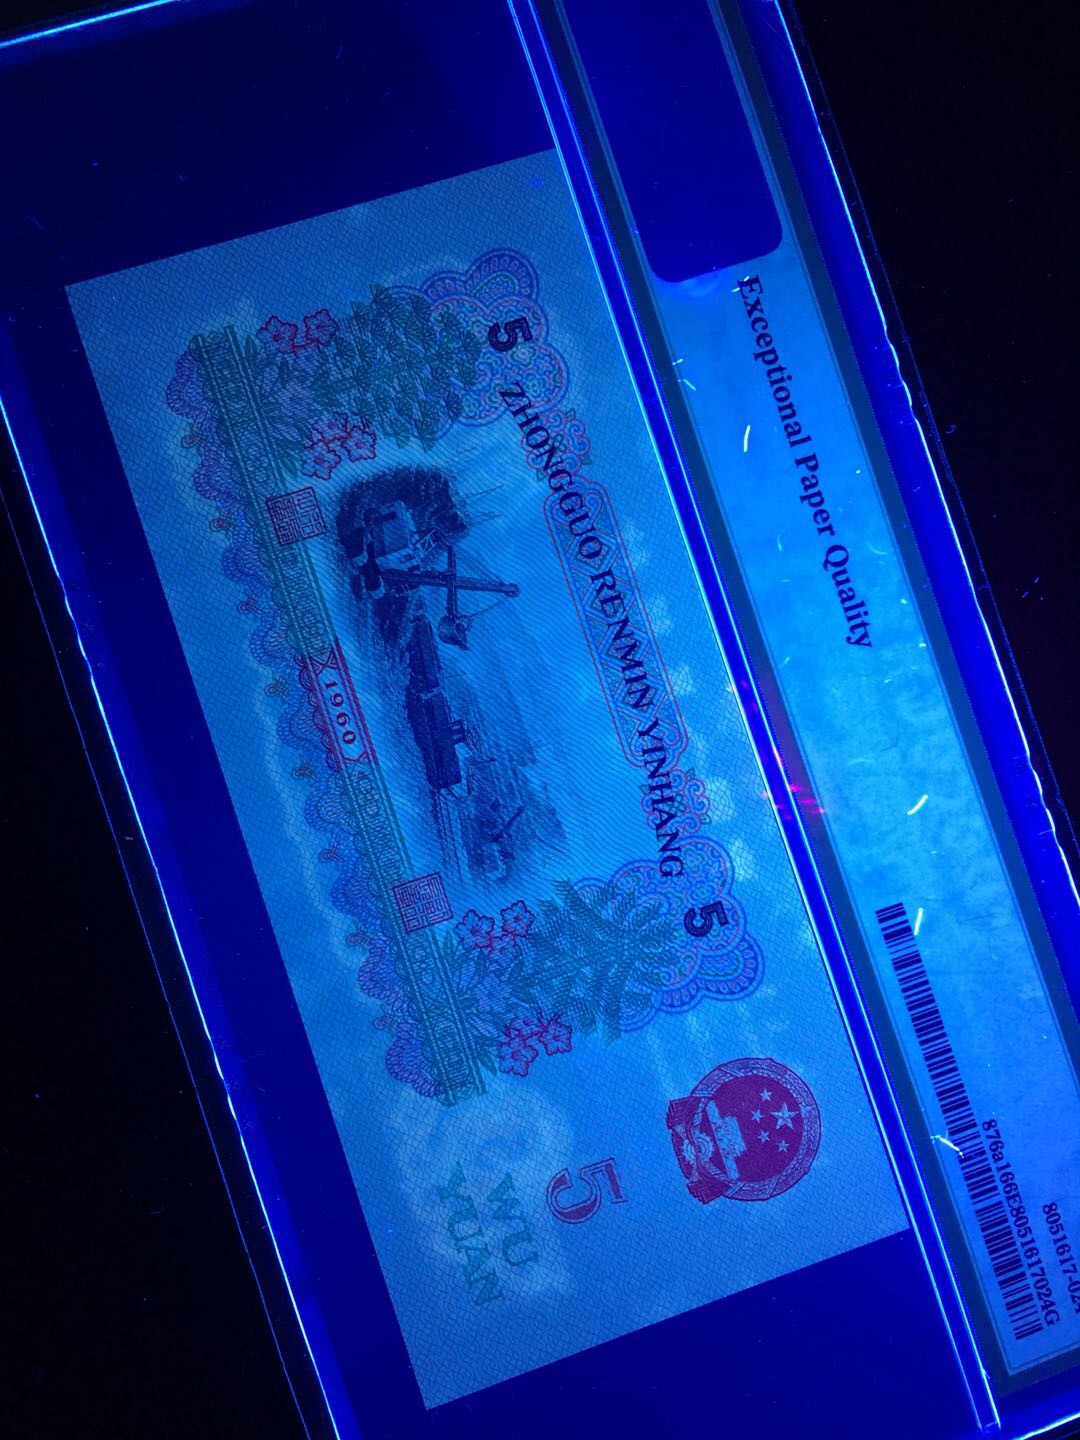 Exceptional Paper Quality
876a166E8051617024G
5 ZHONGGUO RENMIN YINHANG 5
1960
5
WU
YUAN